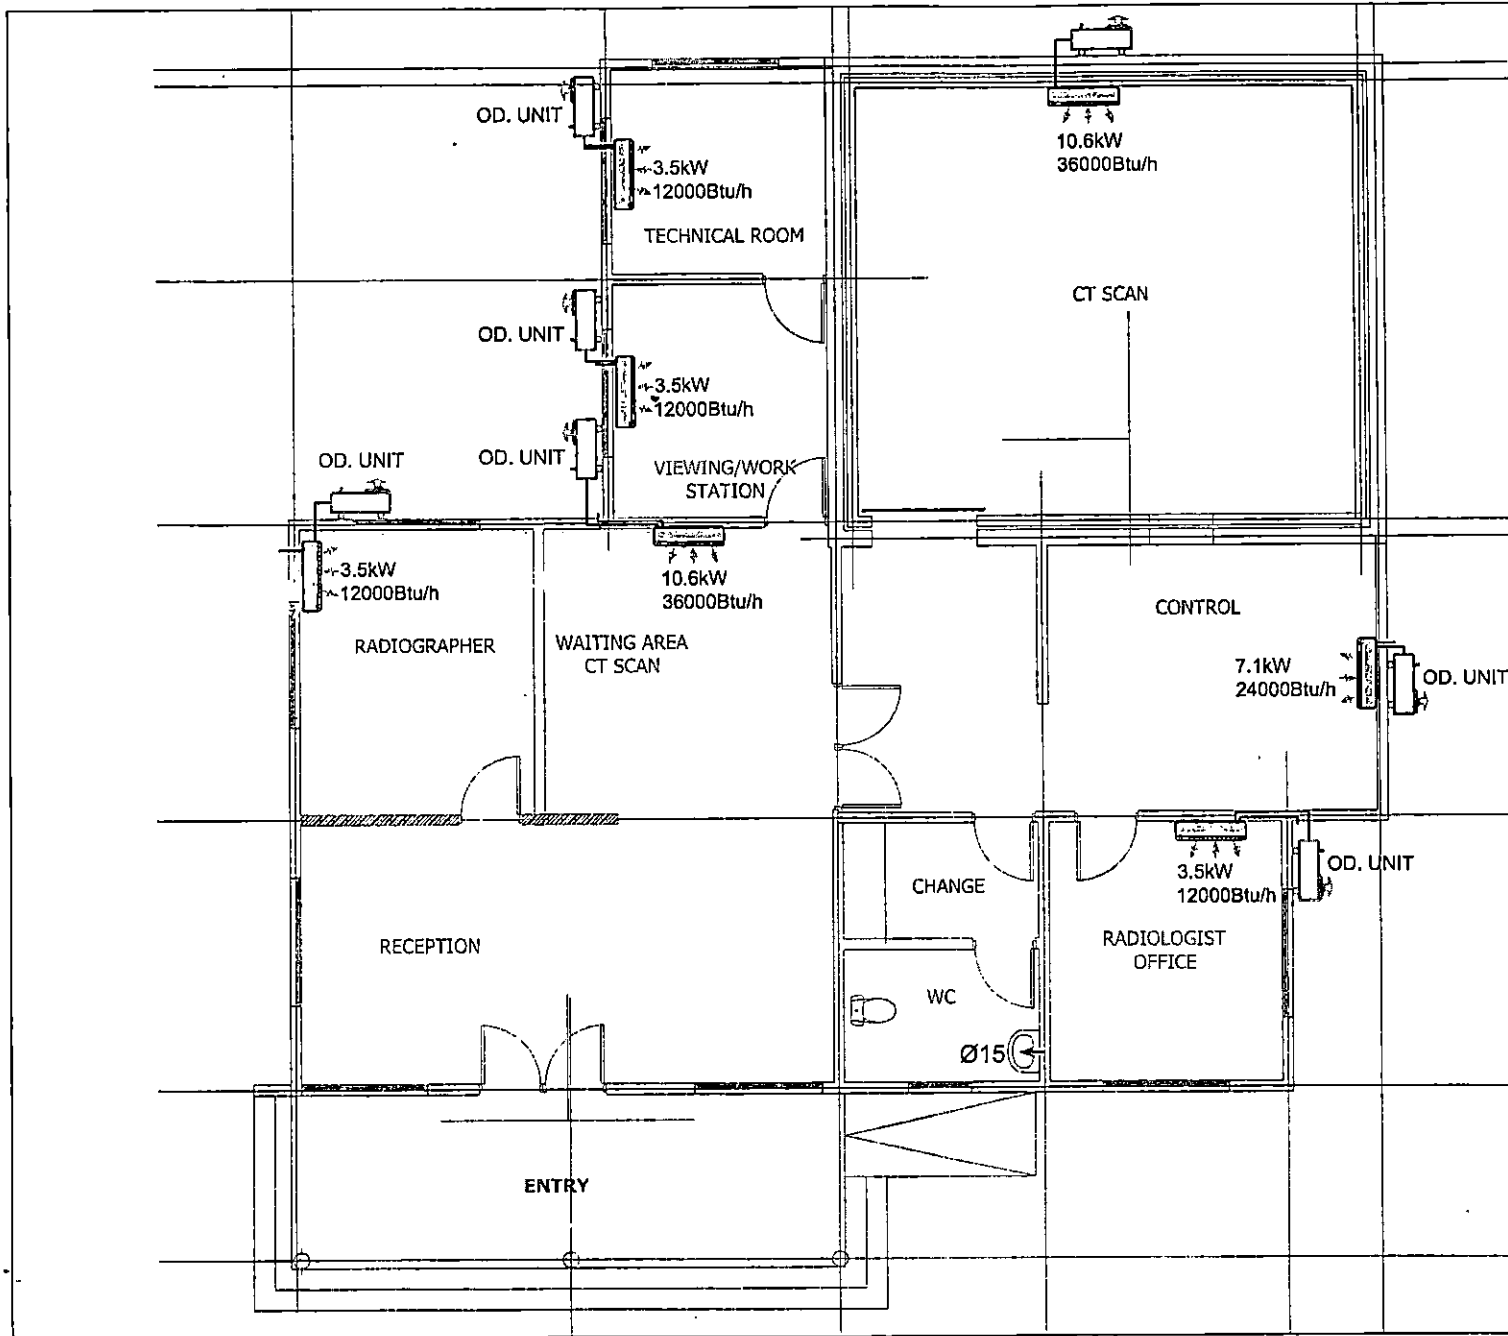 OD. UNIT
3.5kW
12000Btu/h
TECHNICAL ROOM
10.6kW
36000Btu/h
CT SCAN
OD. UNIT
3.5kW
12000Btu/h
OD. UNIT
VIEWING/WORK
STATION
OD. UNIT
3.5kW
12000Btu/h
RADIOGRAPHER
10.6kW
36000Btu/h
WAITING AREA
CT SCAN
CONTROL
7.1kW
24000Btu/h
OD. UNIT
3.5kW
12000Btu/h
OD. UNIT
CHANGE
RECEPTION
RADIOLOGIST
OFFICE
WC
Ø15
ENTRY